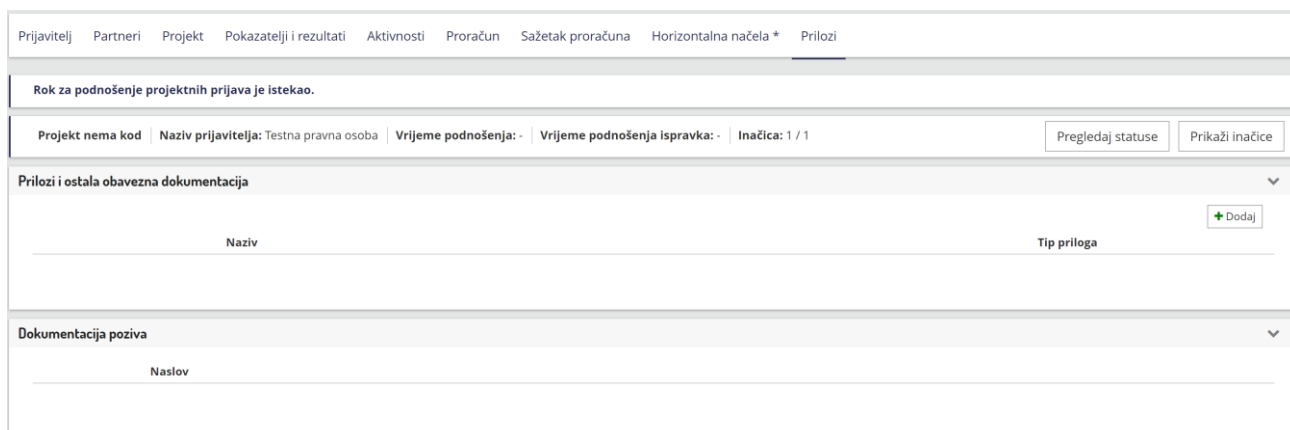 Prijavitelj Partneri Projekt Pokazatelji i rezultati Aktivnosti Proračun Sažetak proračuna Horizontalna načela * Prilozi
Rok za podnošenje projektnih prijava je istekao.
Projekt nema kod Naziv prijavitelja: Testna pravna osoba Vrijeme podnošenja: - Vrijeme podnošenja ispravka: - Inačica: 1 / 1 Pregledaj statuse Prikaži inačice
Prilozi i ostala obavezna dokumentacija
+ Dodaj
Naziv Tip priloga
Dokumentacija poziva
Naslov